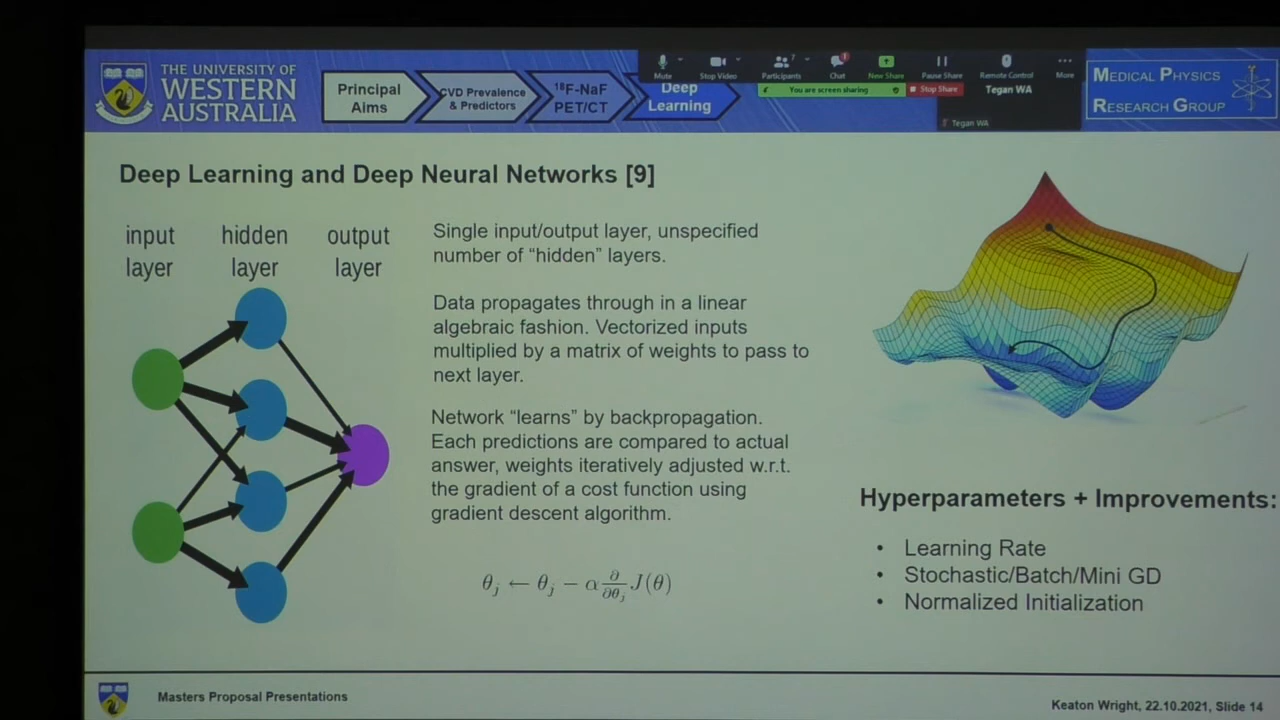 THE UNIVERSITY OF
WESTERN
AUSTRALIA
Principal
Aims
CVD Prevalence
& Predictors
¹⁸F-NaF
PET/CT
Deep
Learning
Mute
Stop Video
7
Participants
1
Chat
New Share
Pause Share
Remote Control
More
You are screen sharing
Stop Share
Tegan WA
Tegan WA
MEDICAL PHYSICS
RESEARCH GROUP
Deep Learning and Deep Neural Networks [9]
input
layer
hidden
layer
output
layer
Single input/output layer, unspecified
number of “hidden” layers.
Data propagates through in a linear
algebraic fashion. Vectorized inputs
multiplied by a matrix of weights to pass to
next layer.
Network “learns” by backpropagation.
Each predictions are compared to actual
answer, weights iteratively adjusted w.r.t.
the gradient of a cost function using
gradient descent algorithm.
θⱼ ← θⱼ − α ∂/∂θⱼ J(θ)
Hyperparameters + Improvements:
• Learning Rate
• Stochastic/Batch/Mini GD
• Normalized Initialization
Masters Proposal Presentations
Keaton Wright, 22.10.2021, Slide 14